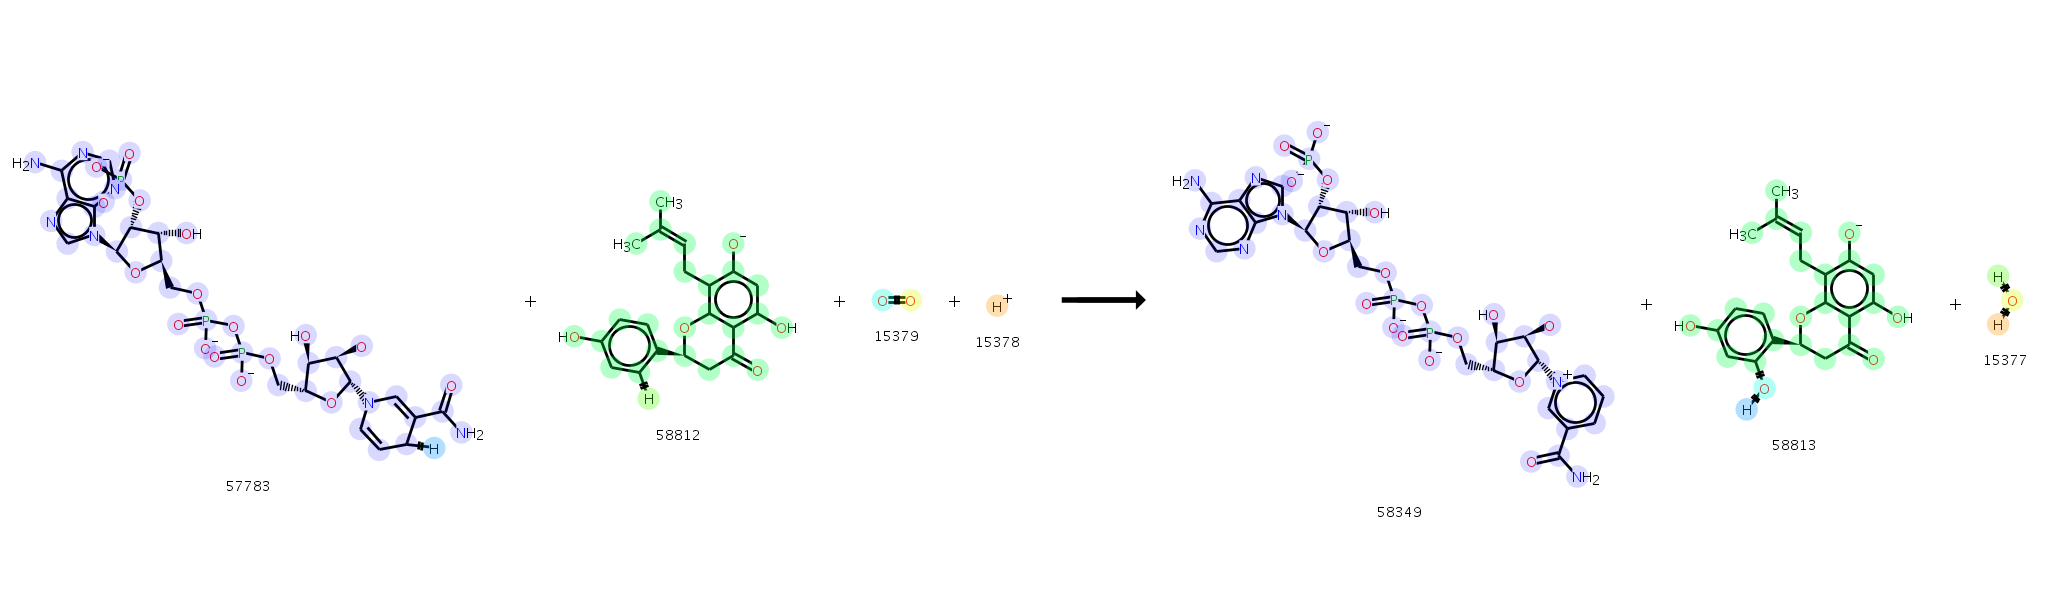 H2N N N N N O P O O O O− OH O O O P O O− O P O O− O HO O O N O NH2 H
57783
+
CH3 H3C O− O OH O HO H
58812
+
O O
15379
+
H+
15378
H2N N N N N O P O O− O O− OH O O O P O O− O P O O− O HO O O N+ O NH2
58349
+
CH3 H3C O− O OH O HO O H
58813
+
H O H
15377